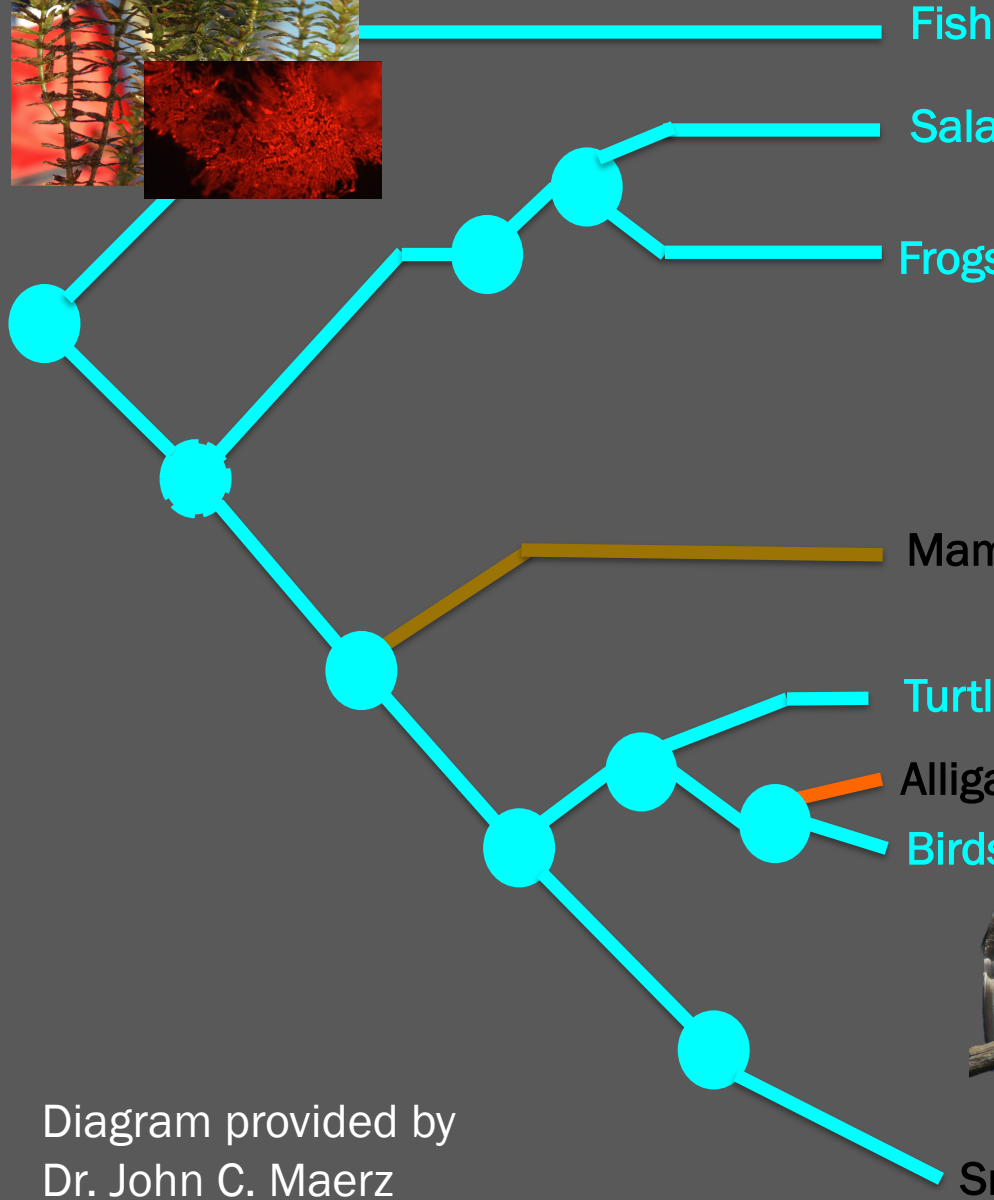 Fish
Sala
Frogs
Mam
Turtl
Alliga
Birds
Diagram provided by
Dr. John C. Maerz